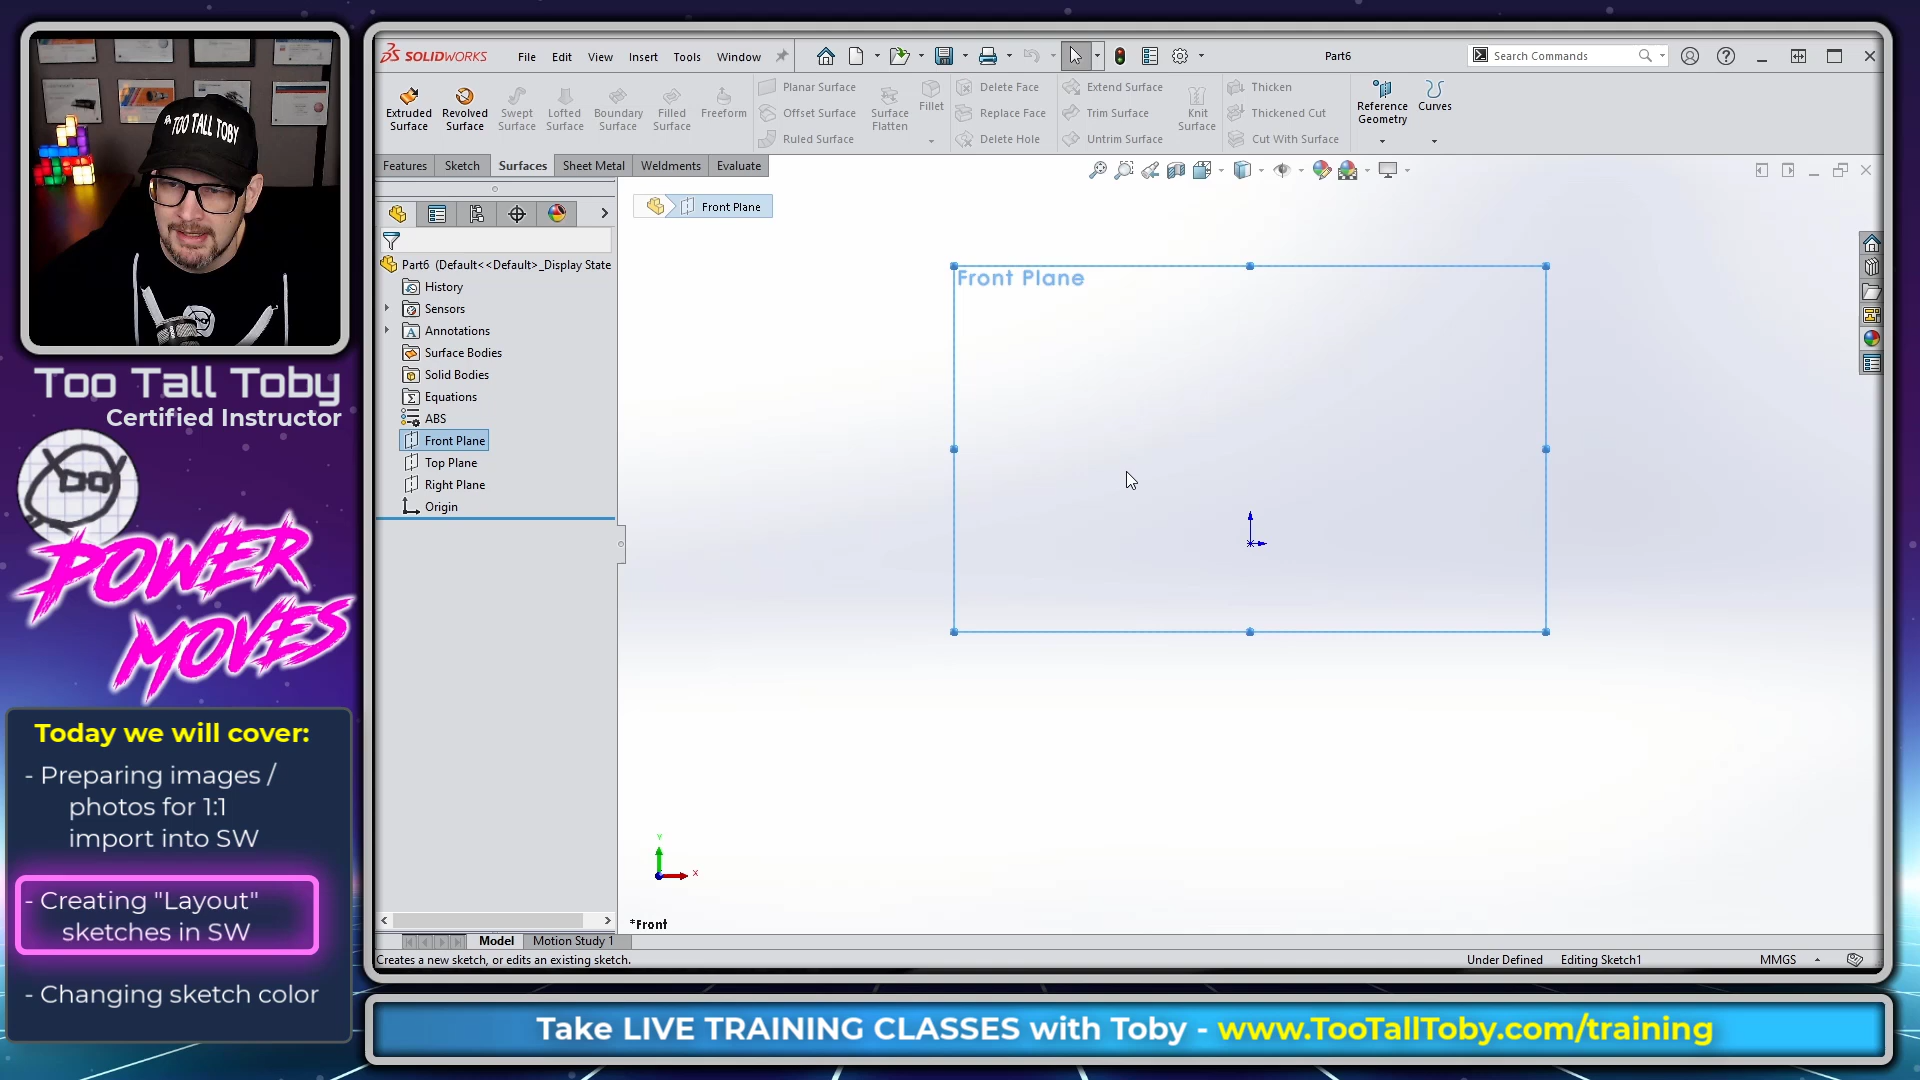 TOO TALL TOBY
Too Tall Toby
Certified Instructor
POWER
MOVES
Today we will cover:
- Preparing images /
photos for 1:1
import into SW
- Creating "Layout"
sketches in SW
- Changing sketch color
SOLIDWORKS
File Edit View Insert Tools Window
Part6
Search Commands
Extruded Surface
Revolved Surface
Swept Surface
Lofted Surface
Boundary Surface
Filled Surface
Freeform
Planar Surface
Offset Surface
Ruled Surface
Surface Flatten
Fillet
Delete Face
Replace Face
Delete Hole
Extend Surface
Trim Surface
Untrim Surface
Knit Surface
Thicken
Thickened Cut
Cut With Surface
Reference Geometry
Curves
Features Sketch Surfaces Sheet Metal Weldments Evaluate
Front Plane
Part6 (Default<<Default>_Display State
History
Sensors
Annotations
Surface Bodies
Solid Bodies
Equations
ABS
Front Plane
Top Plane
Right Plane
Origin
Front Plane
Y
X
*Front
Model Motion Study 1
Creates a new sketch, or edits an existing sketch.
Under Defined Editing Sketch1 MMGS
Take LIVE TRAINING CLASSES with Toby - www.TooTallToby.com/training